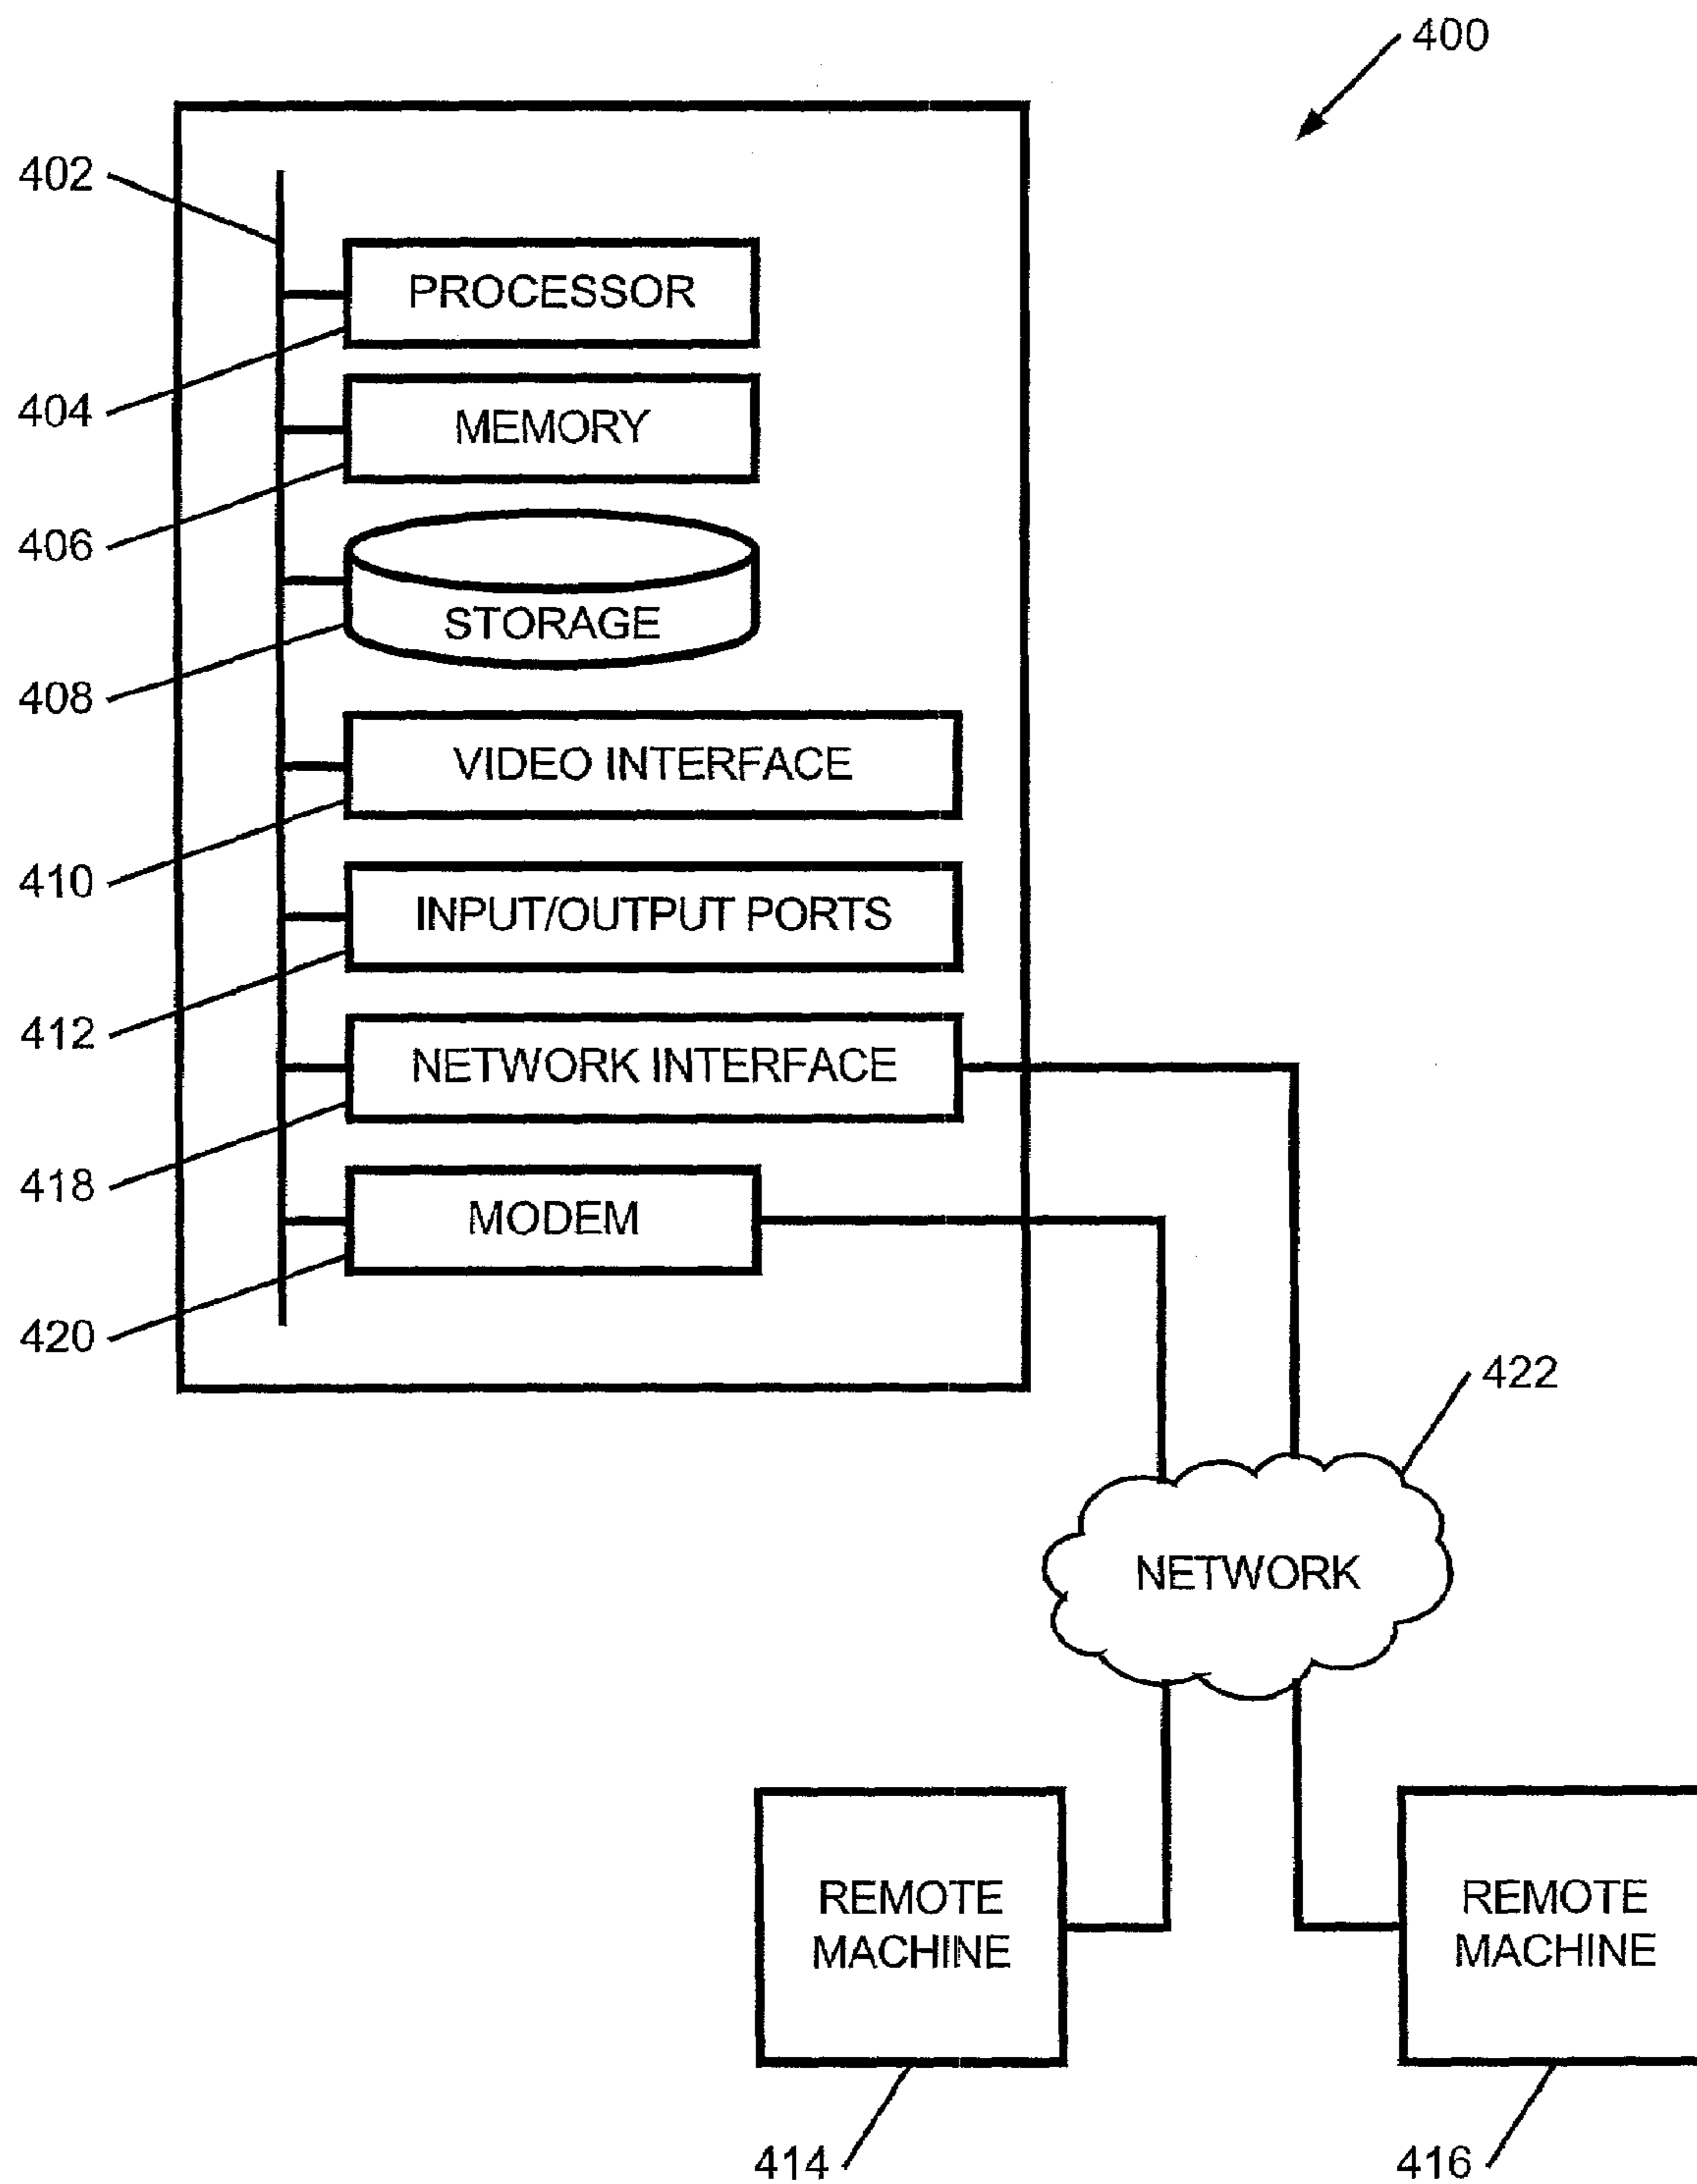 400
402
PROCESSOR
404
MEMORY
406
STORAGE
408
VIDEO INTERFACE
410
INPUT/OUTPUT PORTS
412
NETWORK INTERFACE
418
MODEM
420
422
NETWORK
REMOTE
MACHINE
REMOTE
MACHINE
414
416